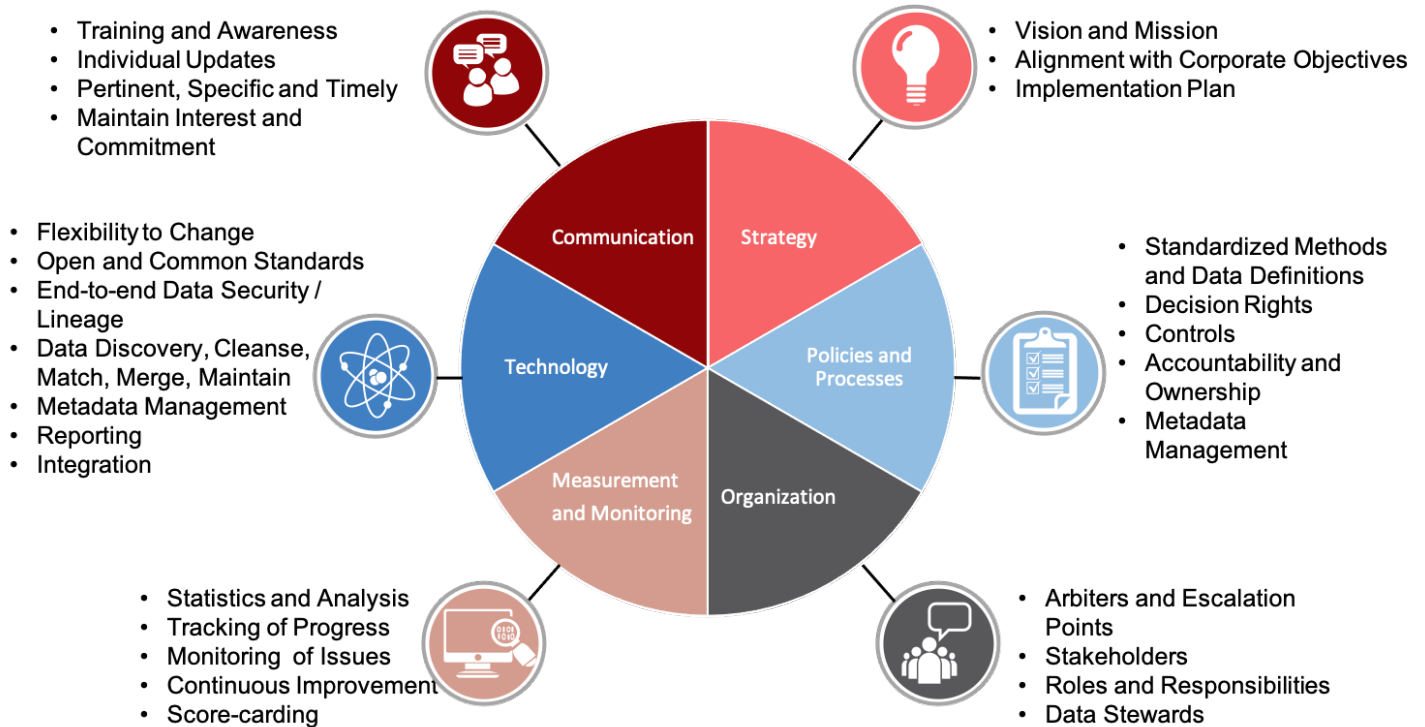 • Training and Awareness
• Individual Updates
• Pertinent, Specific and Timely
• Maintain Interest and
Commitment
• Vision and Mission
• Alignment with Corporate Objectives
• Implementation Plan
Communication
Strategy
• Flexibility to Change
• Open and Common Standards
• End-to-end Data Security /
Lineage
• Data Discovery, Cleanse,
Match, Merge, Maintain
• Metadata Management
• Reporting
• Integration
Technology
Policies and
Processes
• Standardized Methods
and Data Definitions
• Decision Rights
• Controls
• Accountability and
Ownership
• Metadata
Management
Measurement
and Monitoring
Organization
• Statistics and Analysis
• Tracking of Progress
• Monitoring of Issues
• Continuous Improvement
• Score-carding
• Arbiters and Escalation
Points
• Stakeholders
• Roles and Responsibilities
• Data Stewards